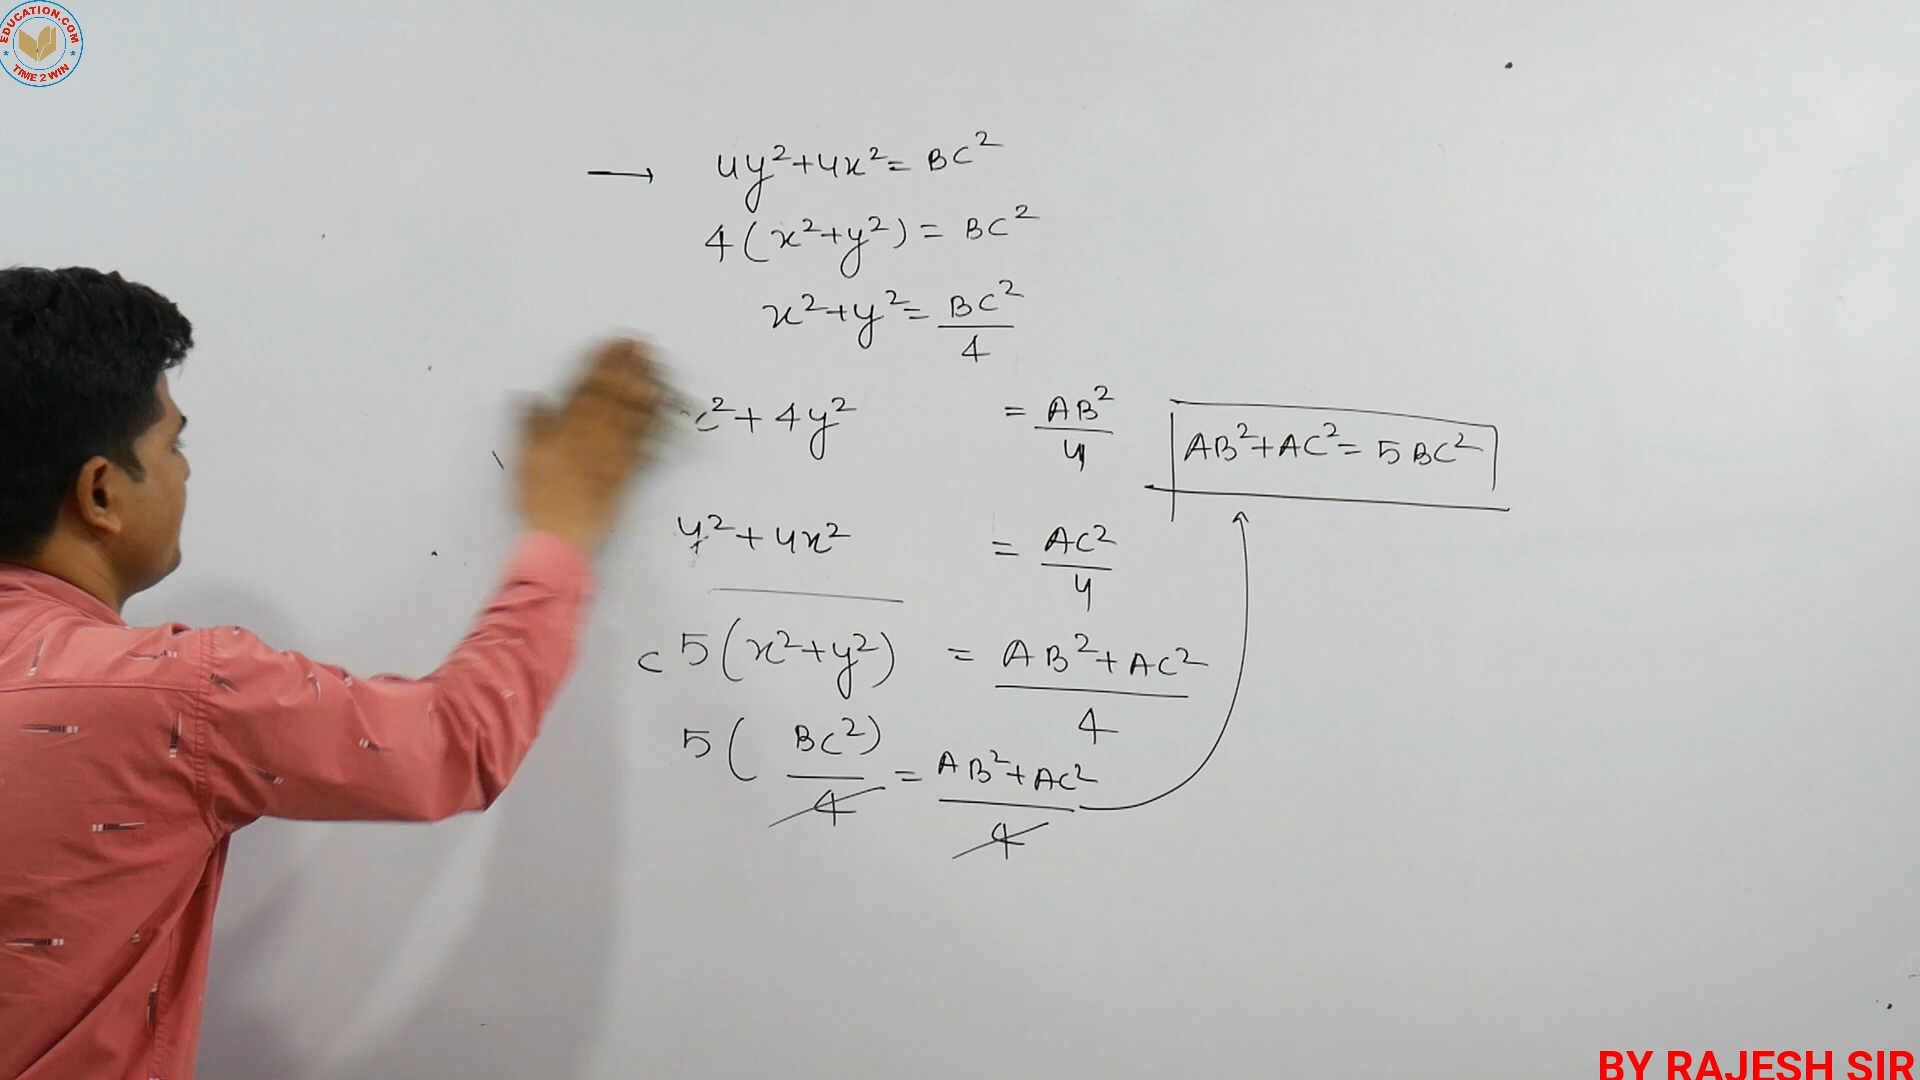 EDUCATION.COM
TIME 2 WIN
4y²+4x²= BC²
4(x²+y²) = BC²
x²+y²= BC²/4
x²+4y² = AB²/4
AB²+AC²= 5BC²
y²+4x² = AC²/4
5(x²+y²) = AB²+AC²/4
5(BC²)/4 = AB²+AC²/4
BY RAJESH SIR